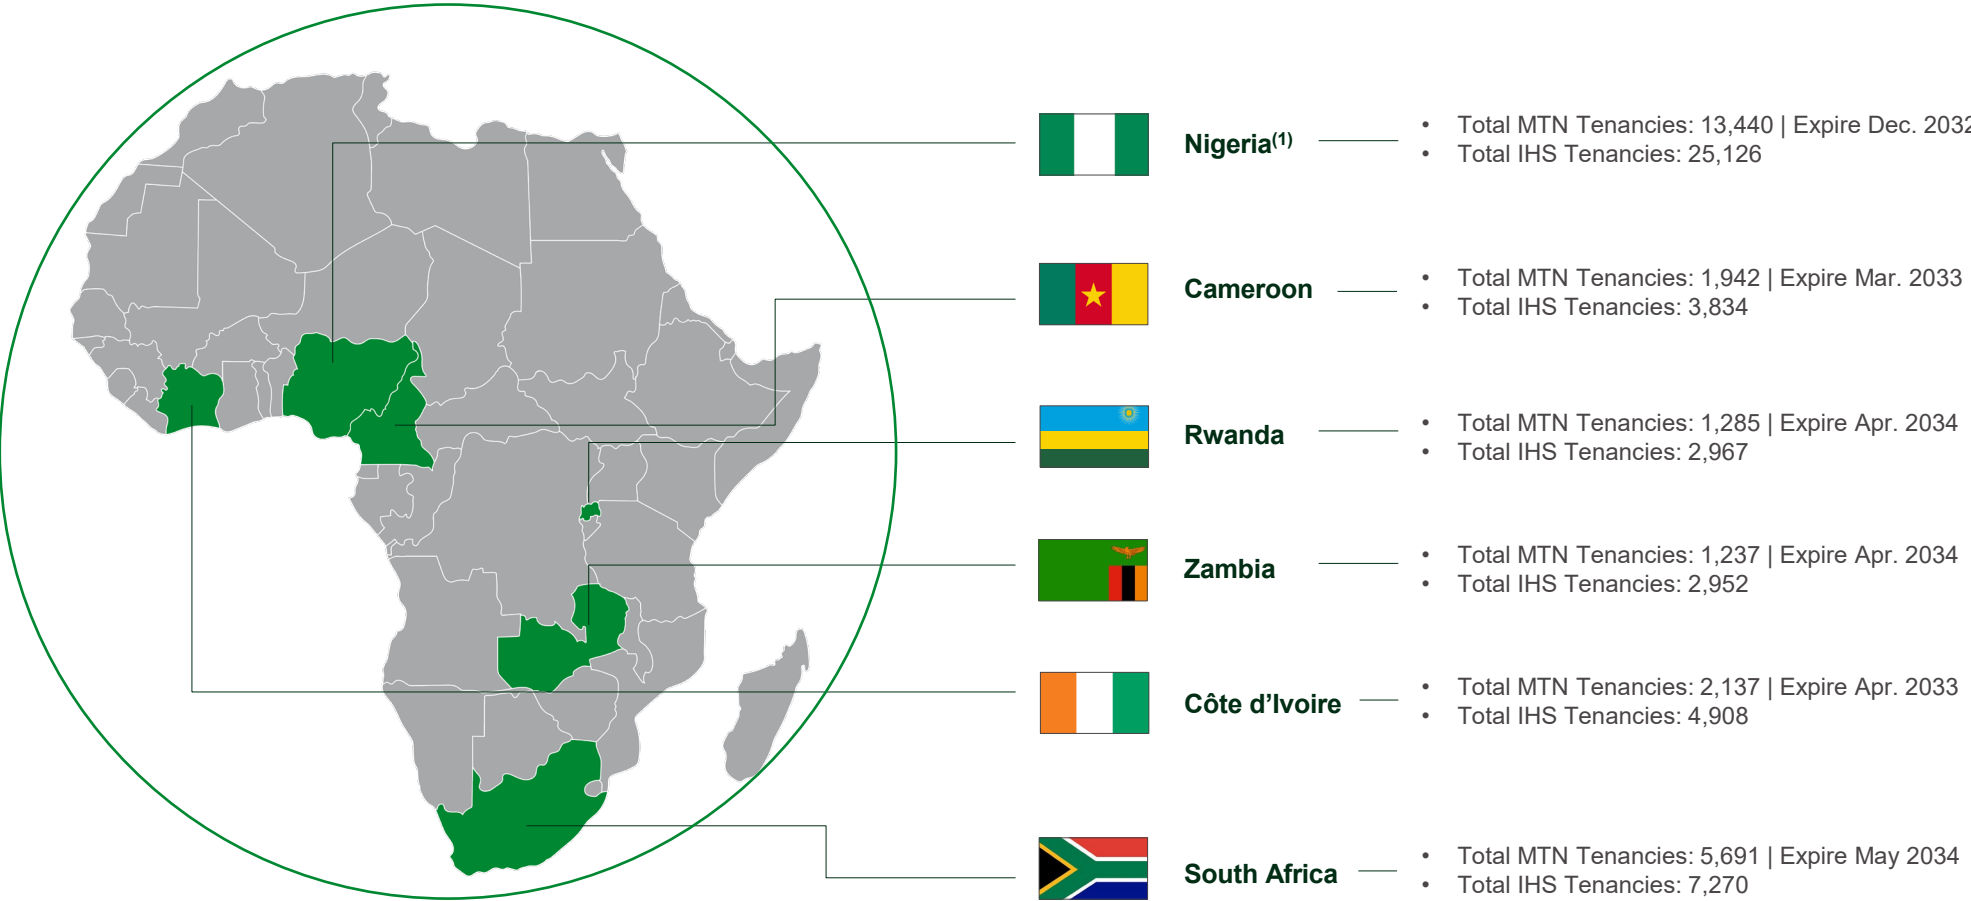 Nigeria(1)
• Total MTN Tenancies: 13,440 | Expire Dec. 2032
• Total IHS Tenancies: 25,126
Cameroon
• Total MTN Tenancies: 1,942 | Expire Mar. 2033
• Total IHS Tenancies: 3,834
Rwanda
• Total MTN Tenancies: 1,285 | Expire Apr. 2034
• Total IHS Tenancies: 2,967
Zambia
• Total MTN Tenancies: 1,237 | Expire Apr. 2034
• Total IHS Tenancies: 2,952
Côte d’Ivoire
• Total MTN Tenancies: 2,137 | Expire Apr. 2033
• Total IHS Tenancies: 4,908
South Africa
• Total MTN Tenancies: 5,691 | Expire May 2034
• Total IHS Tenancies: 7,270